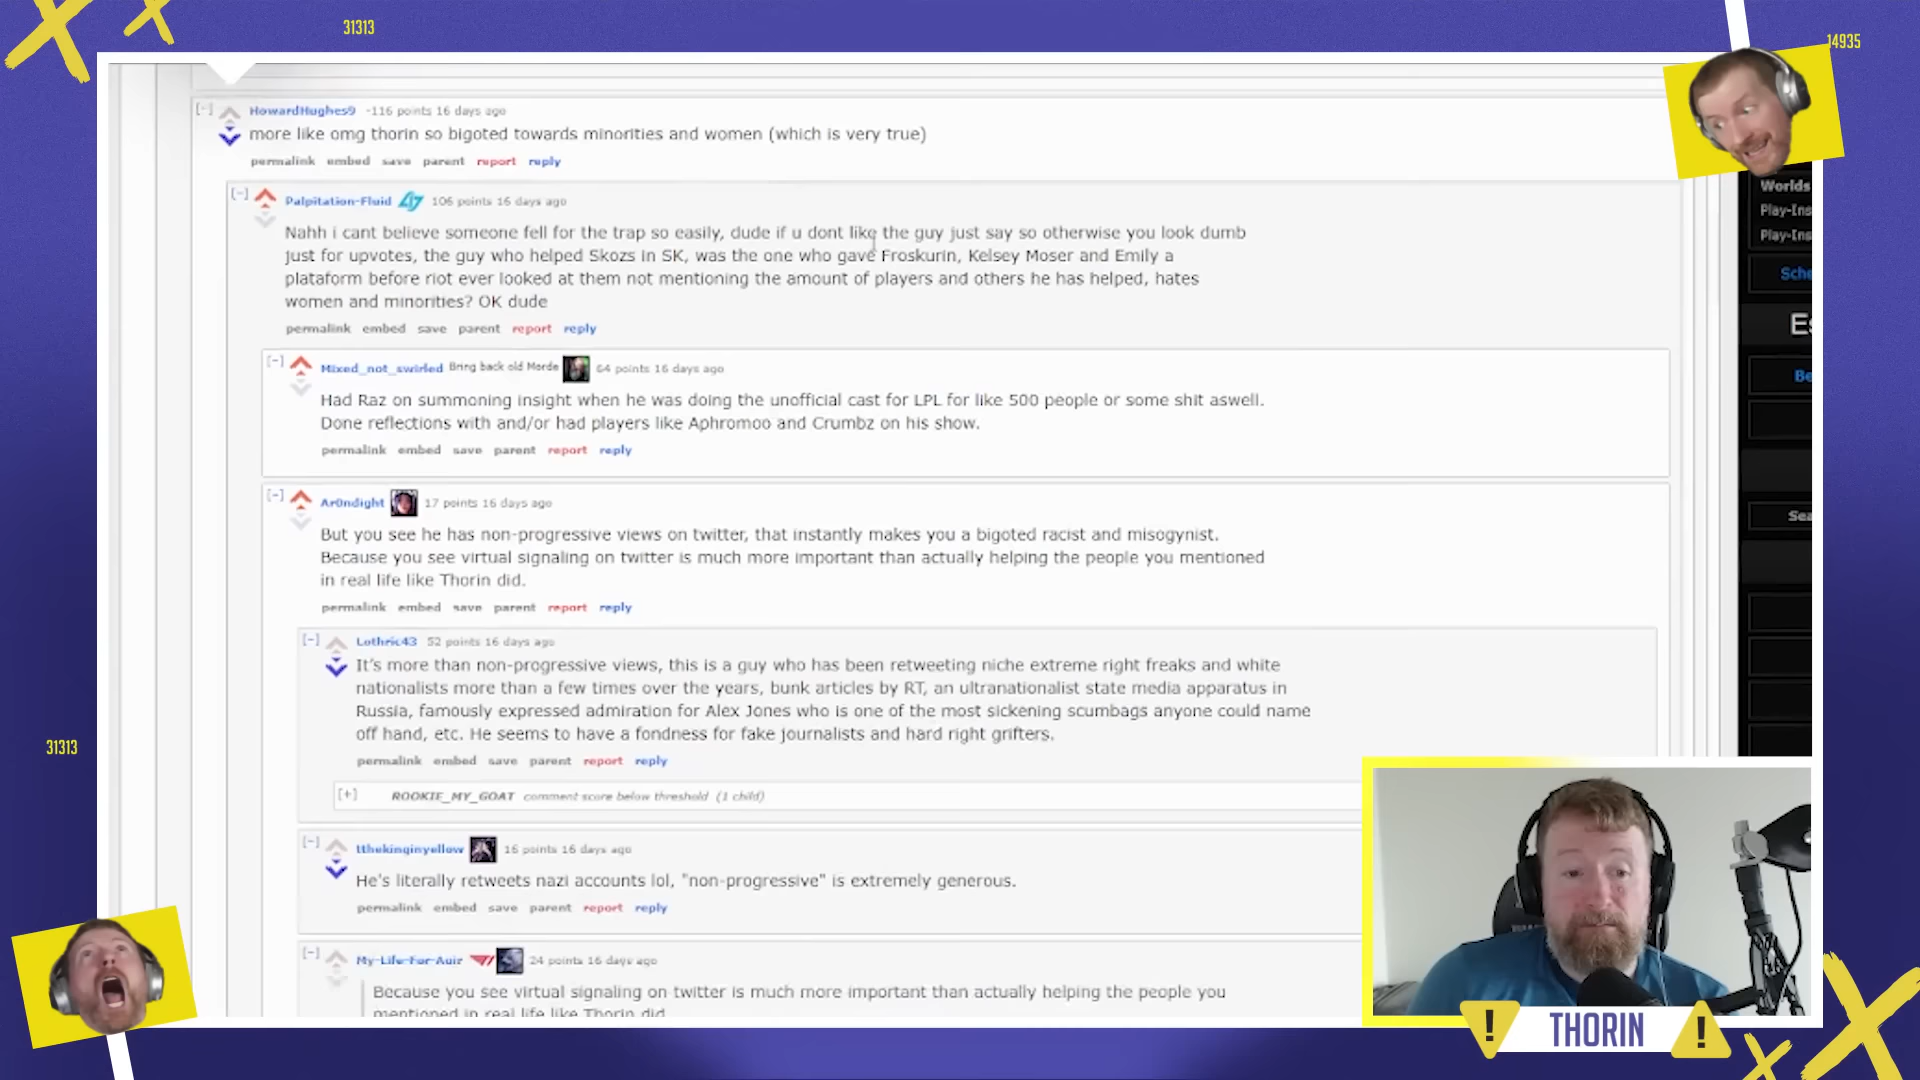 31313
14935
[-] HowardHughes9 -116 points 16 days ago
more like omg thorin so bigoted towards minorities and women (which is very true)
permalink embed save parent report reply
[-] Palpitation-Fluid 106 points 16 days ago
Nahh i cant believe someone fell for the trap so easily, dude if u dont like the guy just say so otherwise you look dumb
just for upvotes, the guy who helped Skozs in SK, was the one who gave Froskurin, Kelsey Moser and Emily a
plataform before riot ever looked at them not mentioning the amount of players and others he has helped, hates
women and minorities? OK dude
permalink embed save parent report reply
[-] Mixed_not_swirled Bring back old Morde 64 points 16 days ago
Had Raz on summoning insight when he was doing the unofficial cast for LPL for like 500 people or some shit aswell.
Done reflections with and/or had players like Aphromoo and Crumbz on his show.
permalink embed save parent report reply
[-] Ar0ndight 17 points 16 days ago
But you see he has non-progressive views on twitter, that instantly makes you a bigoted racist and misogynist.
Because you see virtual signaling on twitter is much more important than actually helping the people you mentioned
in real life like Thorin did.
permalink embed save parent report reply
[-] Lothric43 52 points 16 days ago
It's more than non-progressive views, this is a guy who has been retweeting niche extreme right freaks and white
nationalists more than a few times over the years, bunk articles by RT, an ultranationalist state media apparatus in
Russia, famously expressed admiration for Alex Jones who is one of the most sickening scumbags anyone could name
off hand, etc. He seems to have a fondness for fake journalists and hard right grifters.
permalink embed save parent report reply
[+] ROOKIE_MY_GOAT comment score below threshold (1 child)
[-] tthekinginyellow 16 points 16 days ago
He's literally retweets nazi accounts lol, "non-progressive" is extremely generous.
permalink embed save parent report reply
[-] My-Life-For-Auir 24 points 16 days ago
Because you see virtual signaling on twitter is much more important than actually helping the people you
mentioned in real life like Thorin did.
Worlds
Play-Ins
Play-Ins
Sche
Es
Be
Sea
31313
! THORIN !